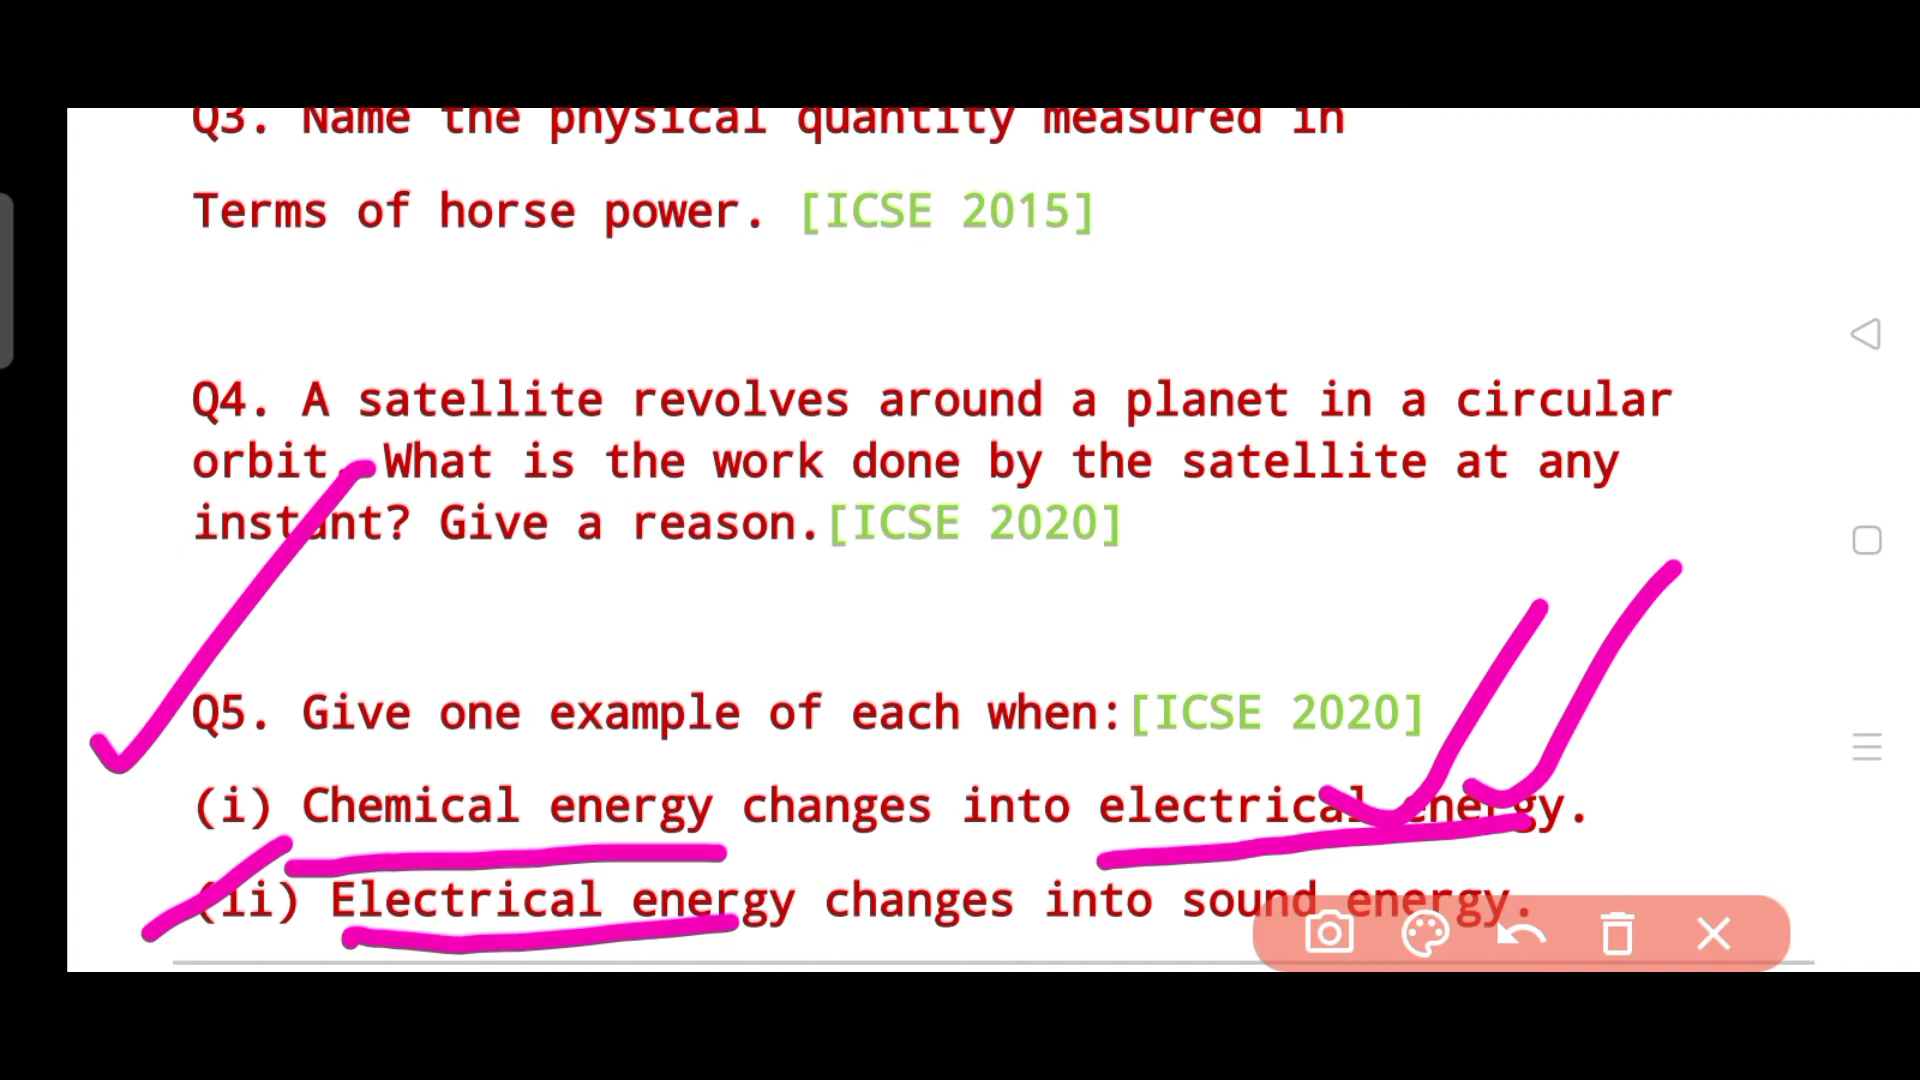 Q3. Name the physical quantity measured in
Terms of horse power. [ICSE 2015]
Q4. A satellite revolves around a planet in a circular
orbit. What is the work done by the satellite at any
instant? Give a reason.[ICSE 2020]
Q5. Give one example of each when:[ICSE 2020]
(i) Chemical energy changes into electrical energy.
(ii) Electrical energy changes into sound energy.